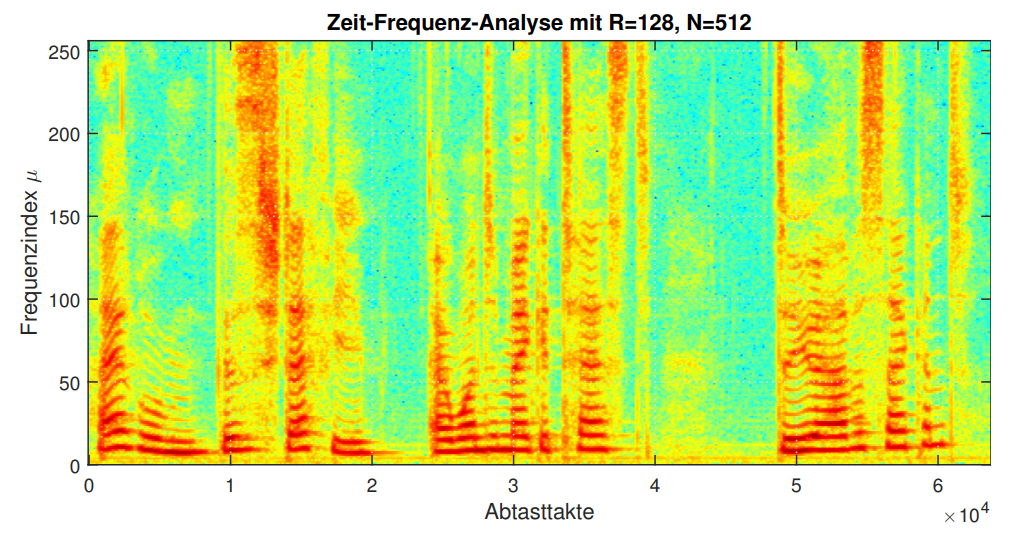 Zeit-Frequenz-Analyse mit R=128, N=512
Frequenzindex μ
250
200
150
100
50
0
0 1 2 3 4 5 6
Abtasttakte
×10⁴